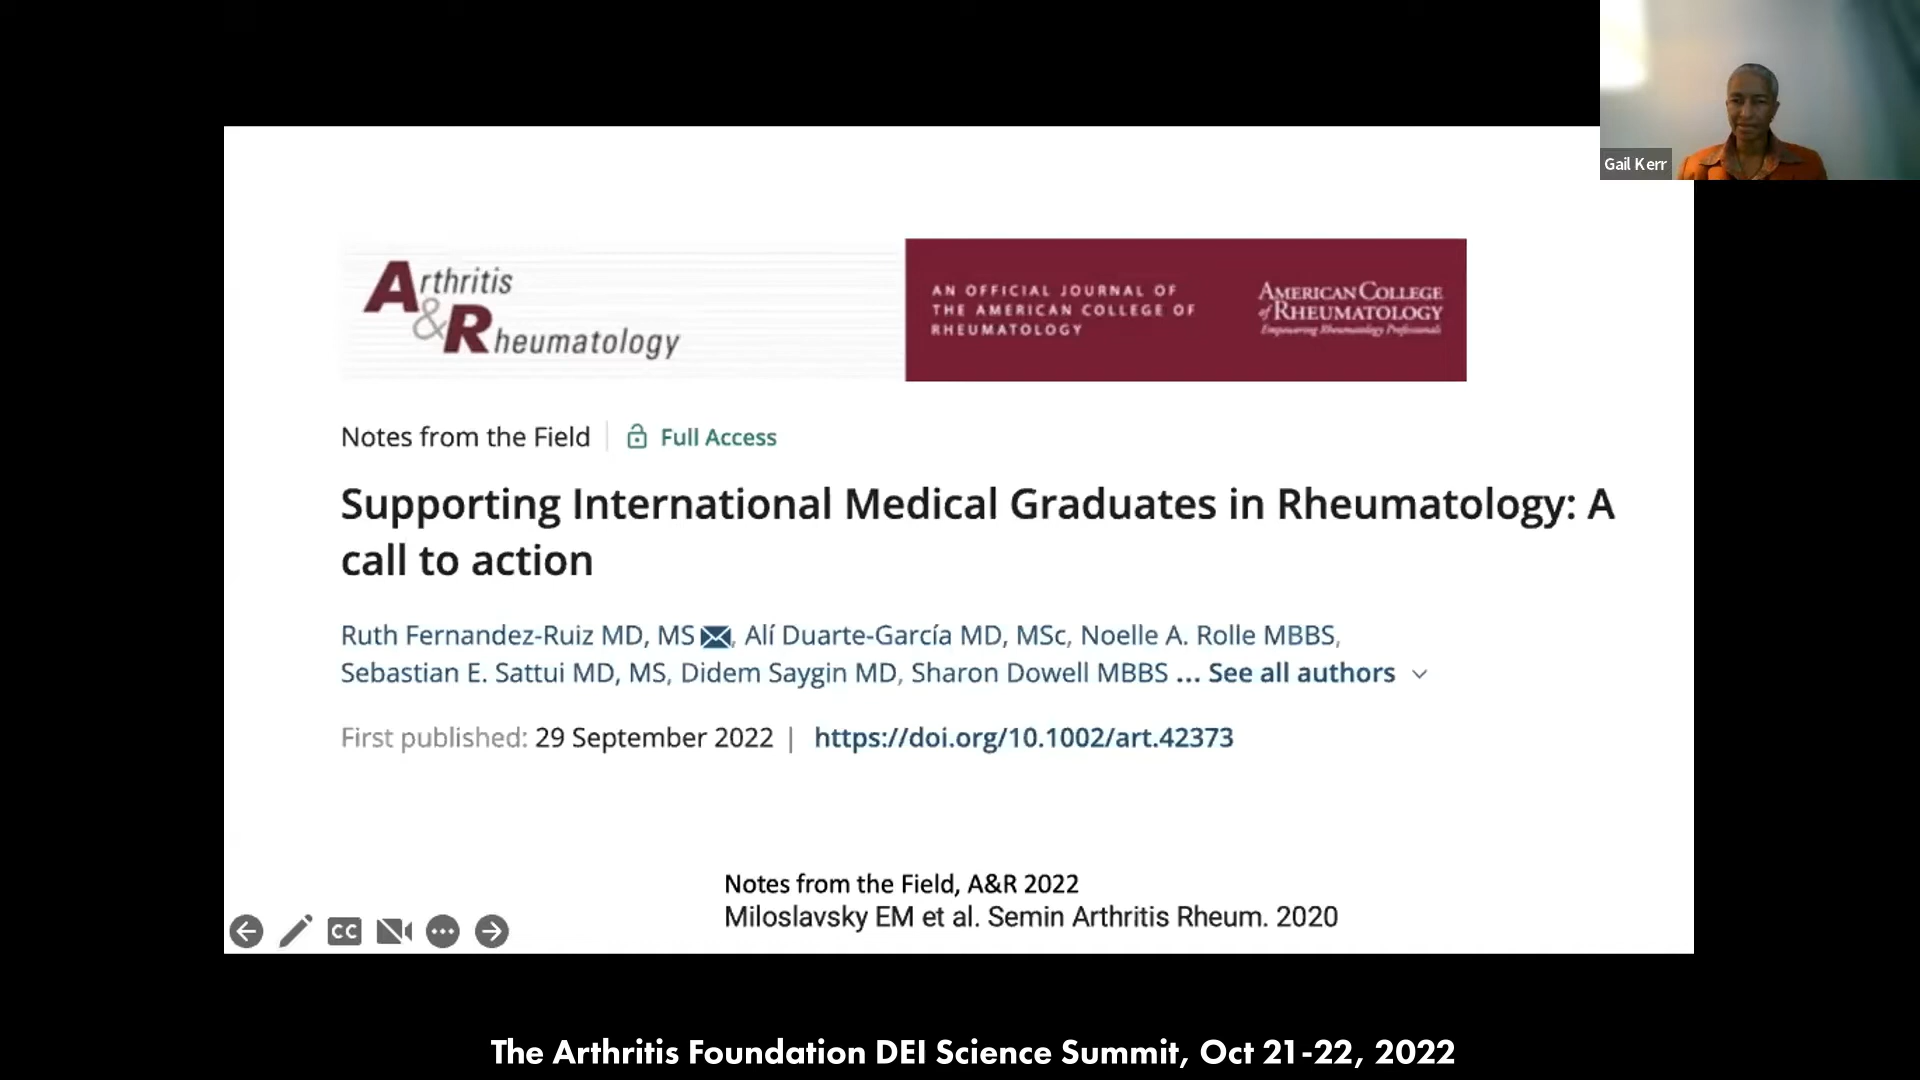 Gail Kerr
Arthritis
&Rheumatology
AN OFFICIAL JOURNAL OF
THE AMERICAN COLLEGE OF
RHEUMATOLOGY
AMERICAN COLLEGE
of RHEUMATOLOGY
Empowering Rheumatology Professionals
Notes from the Field
Full Access
Supporting International Medical Graduates in Rheumatology: A
call to action
Ruth Fernandez-Ruiz MD, MS, Alí Duarte-García MD, MSc, Noelle A. Rolle MBBS,
Sebastian E. Sattui MD, MS, Didem Saygin MD, Sharon Dowell MBBS ... See all authors
First published: 29 September 2022 | https://doi.org/10.1002/art.42373
Notes from the Field, A&R 2022
Miloslavsky EM et al. Semin Arthritis Rheum. 2020
CC
The Arthritis Foundation DEI Science Summit, Oct 21-22, 2022